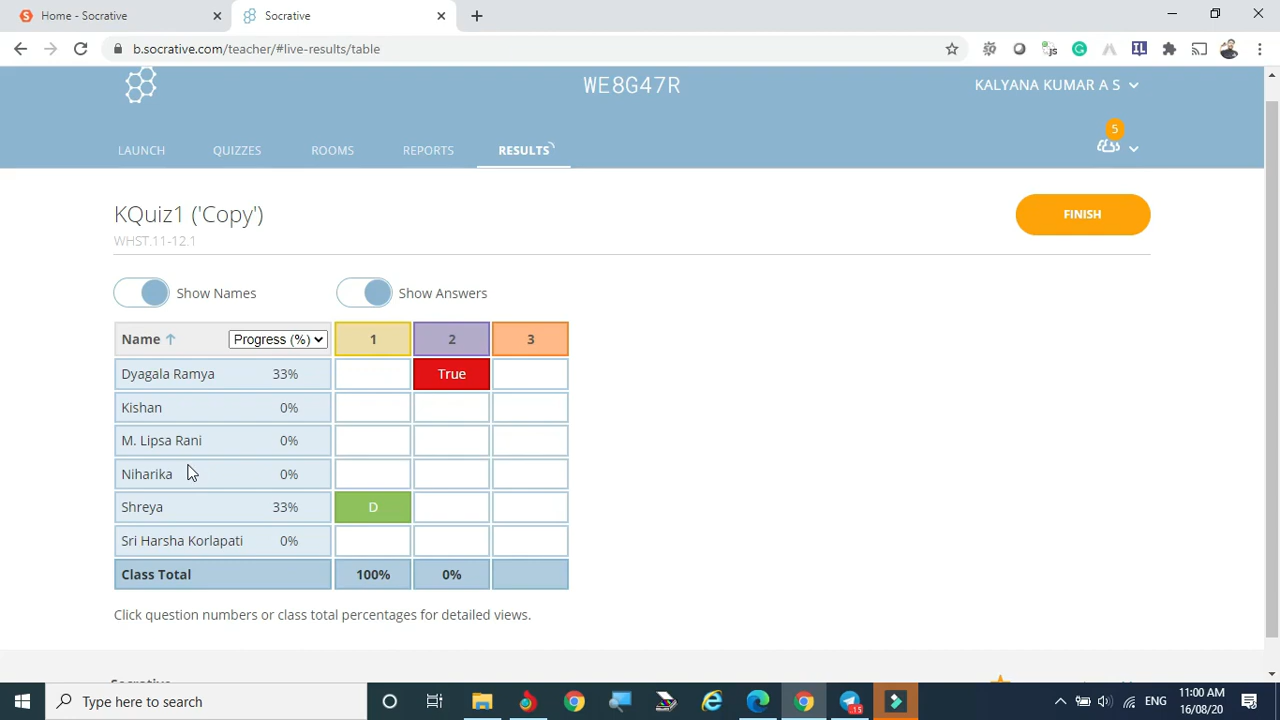 Home - Socrative
Socrative
b.socrative.com/teacher/#live-results/table
WE8G47R
KALYANA KUMAR A S
5
LAUNCH
QUIZZES
ROOMS
REPORTS
RESULTS
KQuiz1 ('Copy')
WHST.11-12.1
FINISH
Show Names
Show Answers
Name ↑ Progress (%) 1 2 3
Dyagala Ramya 33% True
Kishan 0%
M. Lipsa Rani 0%
Niharika 0%
Shreya 33% D
Sri Harsha Korlapati 0%
Class Total 100% 0%
Click question numbers or class total percentages for detailed views.
Socrative
Type here to search
ENG
11:00 AM
16/08/20